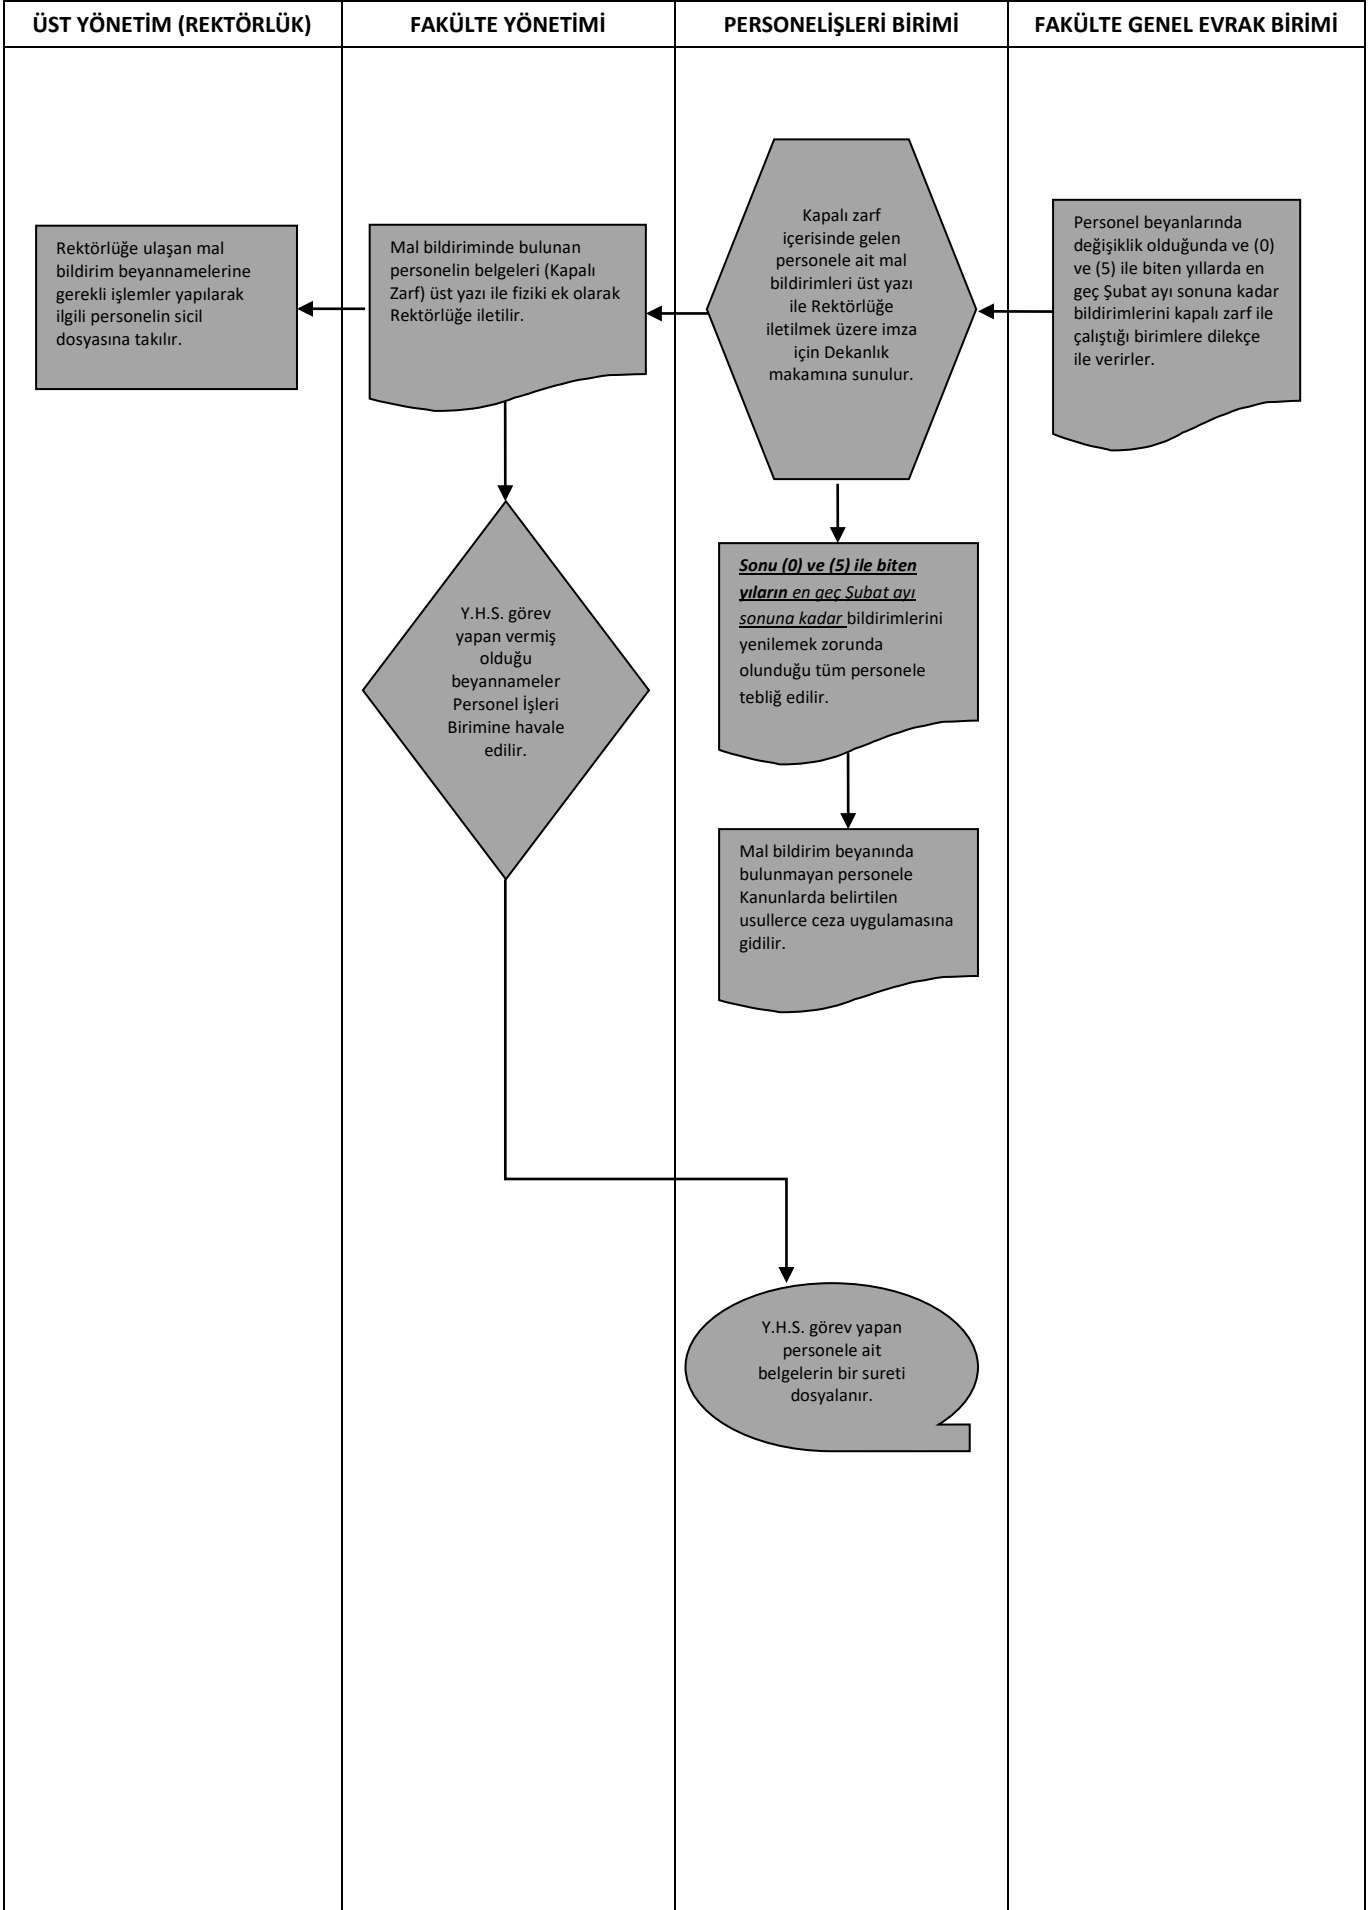 ÜST YÖNETİM (REKTÖRLÜK)
FAKÜLTE YÖNETİMİ
PERSONELİŞLERİ BİRİMİ
FAKÜLTE GENEL EVRAK BİRİMİ
Rektörlüğe ulaşan mal
bildirim beyannamelerine
gerekli işlemler yapılarak
ilgili personelin sicil
dosyasına takılır.
Mal bildiriminde bulunan
personelin belgeleri (Kapalı
Zarf) üst yazı ile fiziki ek olarak
Rektörlüğe iletilir.
Kapalı zarf
içerisinde gelen
personele ait mal
bildirimleri üst yazı
ile Rektörlüğe
iletilmek üzere imza
için Dekanlık
makamına sunulur.
Personel beyanlarında
değişiklik olduğunda ve (0)
ve (5) ile biten yıllarda en
geç Şubat ayı sonuna kadar
bildirimlerini kapalı zarf ile
çalıştığı birimlere dilekçe
ile verirler.
Y.H.S. görev
yapan vermiş
olduğu
beyannameler
Personel İşleri
Birimine havale
edilir.
Sonu (0) ve (5) ile biten
yıların en geç Şubat ayı
sonuna kadar bildirimlerini
yenilemek zorunda
olunduğu tüm personele
tebliğ edilir.
Mal bildirim beyanında
bulunmayan personele
Kanunlarda belirtilen
usullerce ceza uygulamasına
gidilir.
Y.H.S. görev yapan
personele ait
belgelerin bir sureti
dosyalanır.